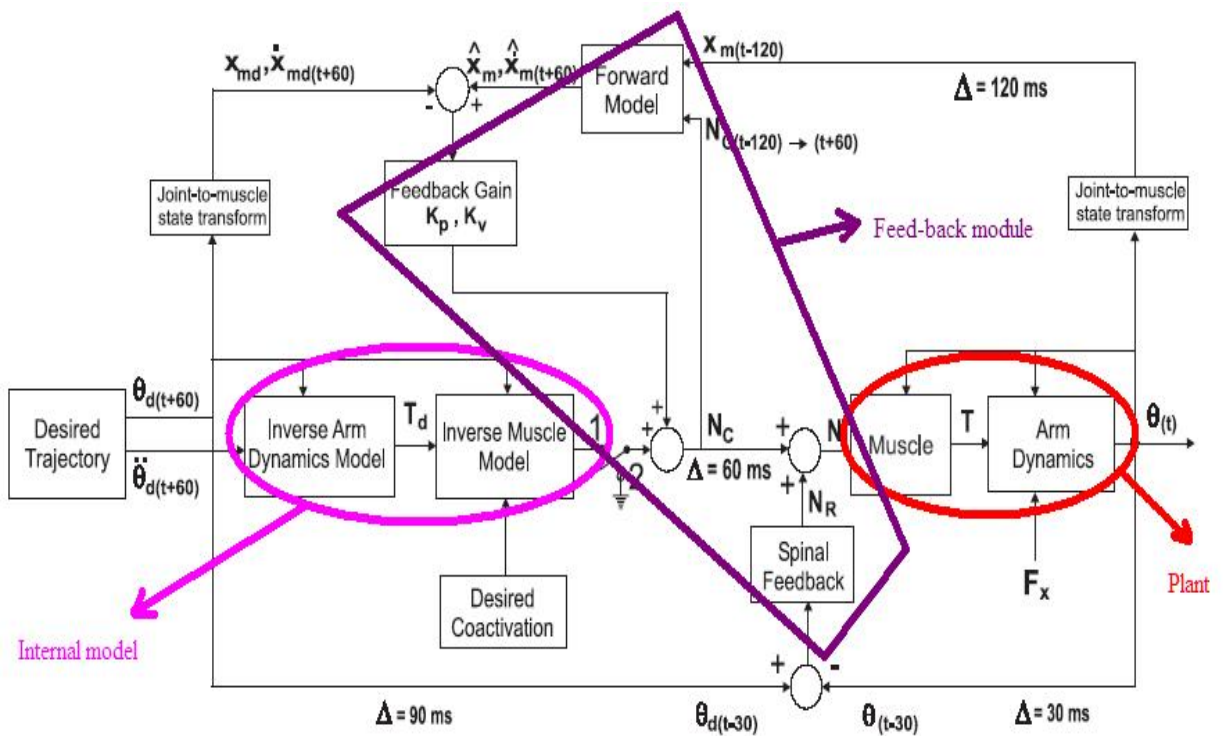 x_md, ẋ_md(t+60)
x̂_m, ẋ̂_m(t+60)
Forward
Model
x_m(t-120)
Δ = 120 ms
N_C(t-120) → (t+60)
-
+
Feedback Gain
K_p , K_v
Joint-to-muscle
state transform
Joint-to-muscle
state transform
Feed-back module
Desired
Trajectory
θ_d(t+60)
θ̈_d(t+60)
Inverse Arm
Dynamics Model
T_d
Inverse Muscle
Model
1
2
+
+
N_C
Δ = 60 ms
+
+
N
Muscle
T
Arm
Dynamics
θ_(t)
N_R
Spinal
Feedback
F_x
Plant
Desired
Coactivation
Internal model
+
-
Δ = 90 ms
θ_d(t-30)
θ_(t-30)
Δ = 30 ms